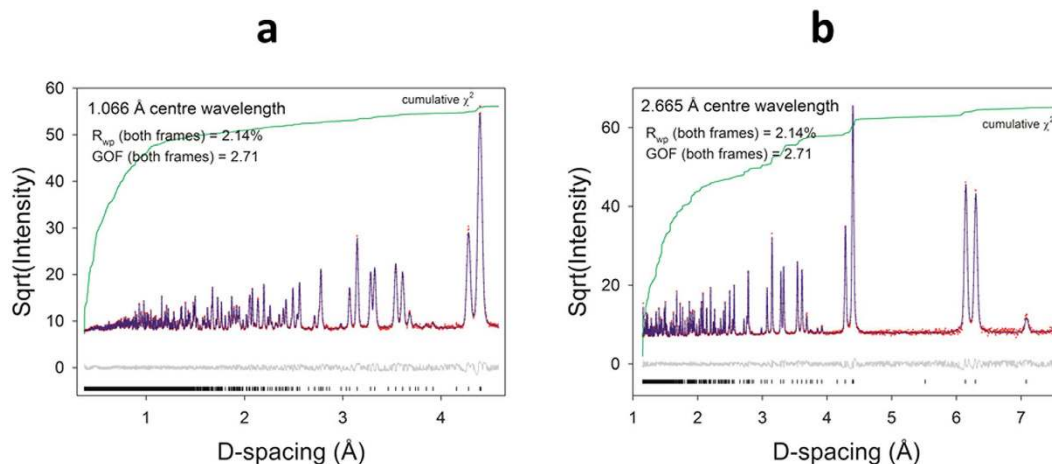 a
60
50
40
30
20
10
0
Sqrt(Intensity)
1.066 Å centre wavelength
R_wp (both frames) = 2.14%
GOF (both frames) = 2.71
cumulative χ²
1 2 3 4
D-spacing (Å)
b
60
40
20
0
Sqrt(Intensity)
2.665 Å centre wavelength
R_wp (both frames) = 2.14%
GOF (both frames) = 2.71
cumulative χ²
1 2 3 4 5 6 7
D-spacing (Å)